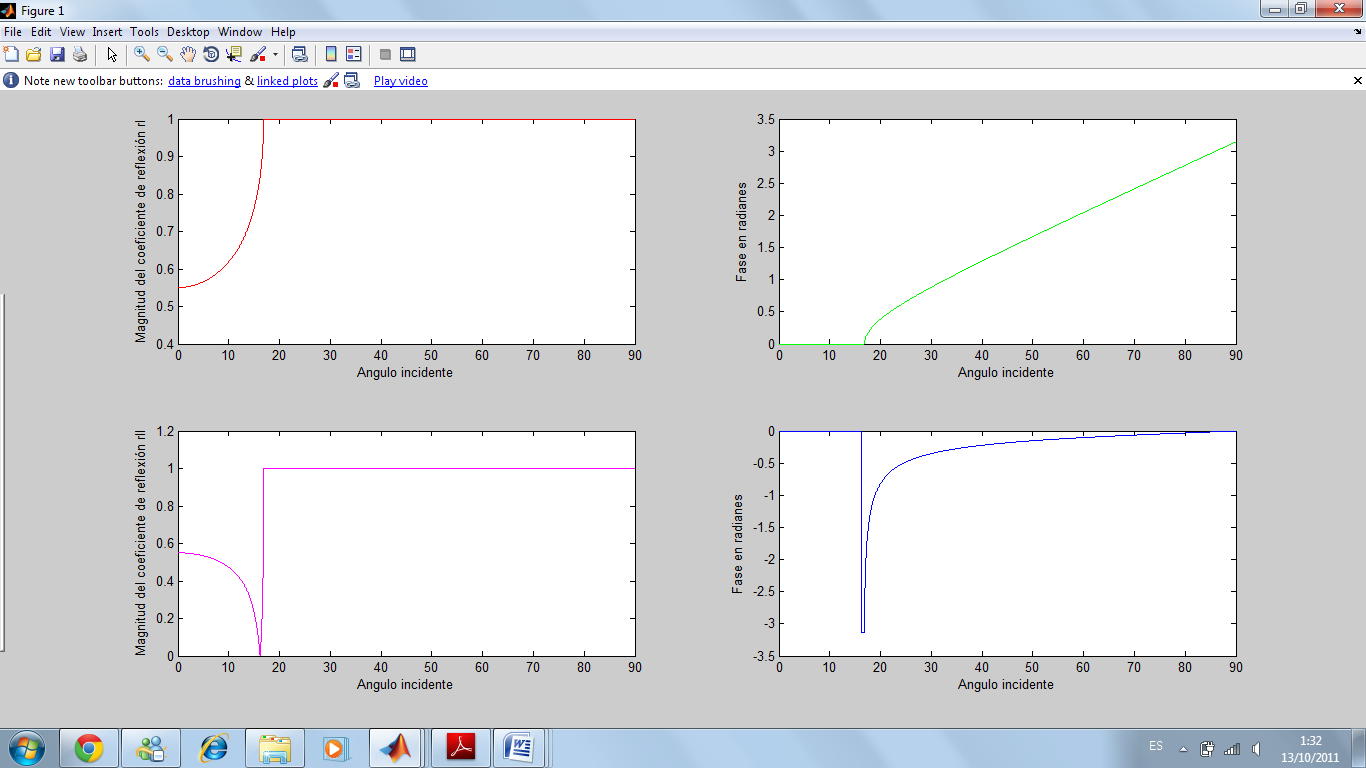 Figure 1
File Edit View Insert Tools Desktop Window Help
Note new toolbar buttons: data brushing & linked plots Play video
Magnitud del coeficiente de reflexión rl
1
0.9
0.8
0.7
0.6
0.5
0.4
0 10 20 30 40 50 60 70 80 90
Angulo incidente
Fase en radianes
3.5
3
2.5
2
1.5
1
0.5
0
0 10 20 30 40 50 60 70 80 90
Angulo incidente
Magnitud del coeficiente de reflexión rll
1.2
1
0.8
0.6
0.4
0.2
0
0 10 20 30 40 50 60 70 80 90
Angulo incidente
Fase en radianes
0
-0.5
-1
-1.5
-2
-2.5
-3
-3.5
0 10 20 30 40 50 60 70 80 90
Angulo incidente
ES
1:32
13/10/2011